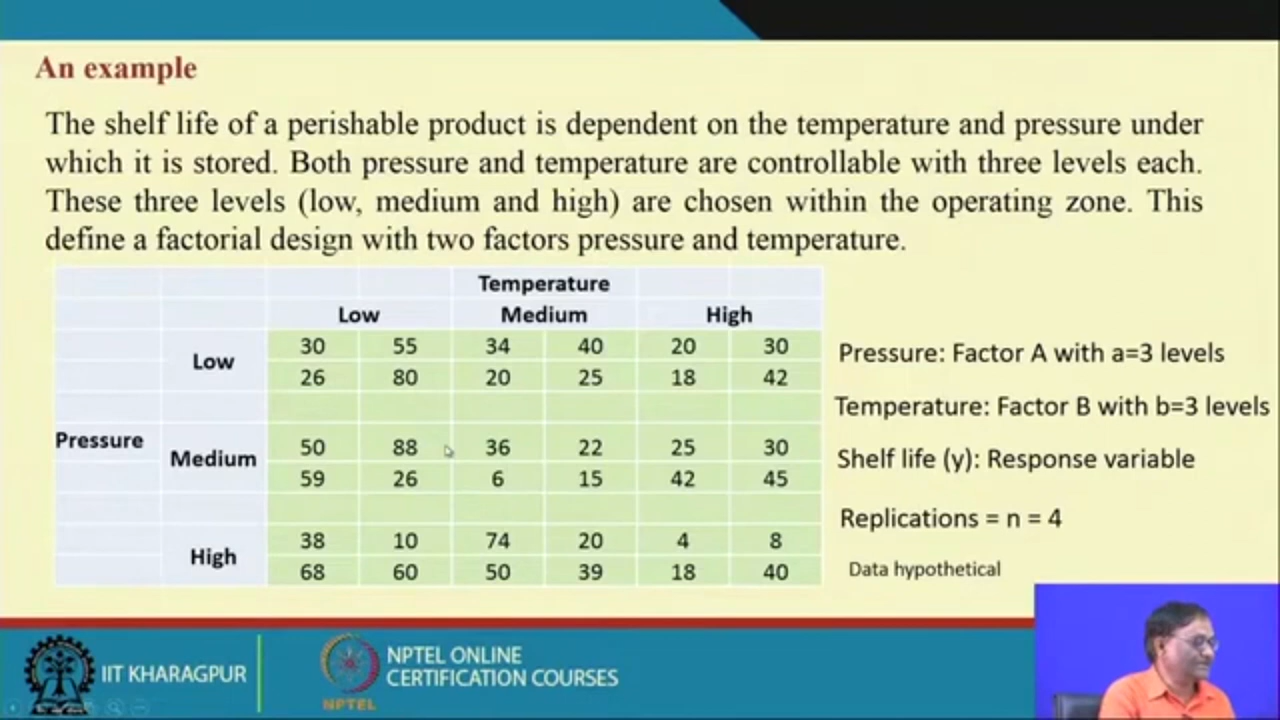 An example
The shelf life of a perishable product is dependent on the temperature and pressure under
which it is stored. Both pressure and temperature are controllable with three levels each.
These three levels (low, medium and high) are chosen within the operating zone. This
define a factorial design with two factors pressure and temperature.
Temperature
Low Medium High
Pressure
Low
30 55 34 40 20 30
26 80 20 25 18 42
Medium
50 88 36 22 25 30
59 26 6 15 42 45
High
38 10 74 20 4 8
68 60 50 39 18 40
Pressure: Factor A with a=3 levels
Temperature: Factor B with b=3 levels
Shelf life (y): Response variable
Replications = n = 4
Data hypothetical
IIT KHARAGPUR
NPTEL
NPTEL ONLINE
CERTIFICATION COURSES